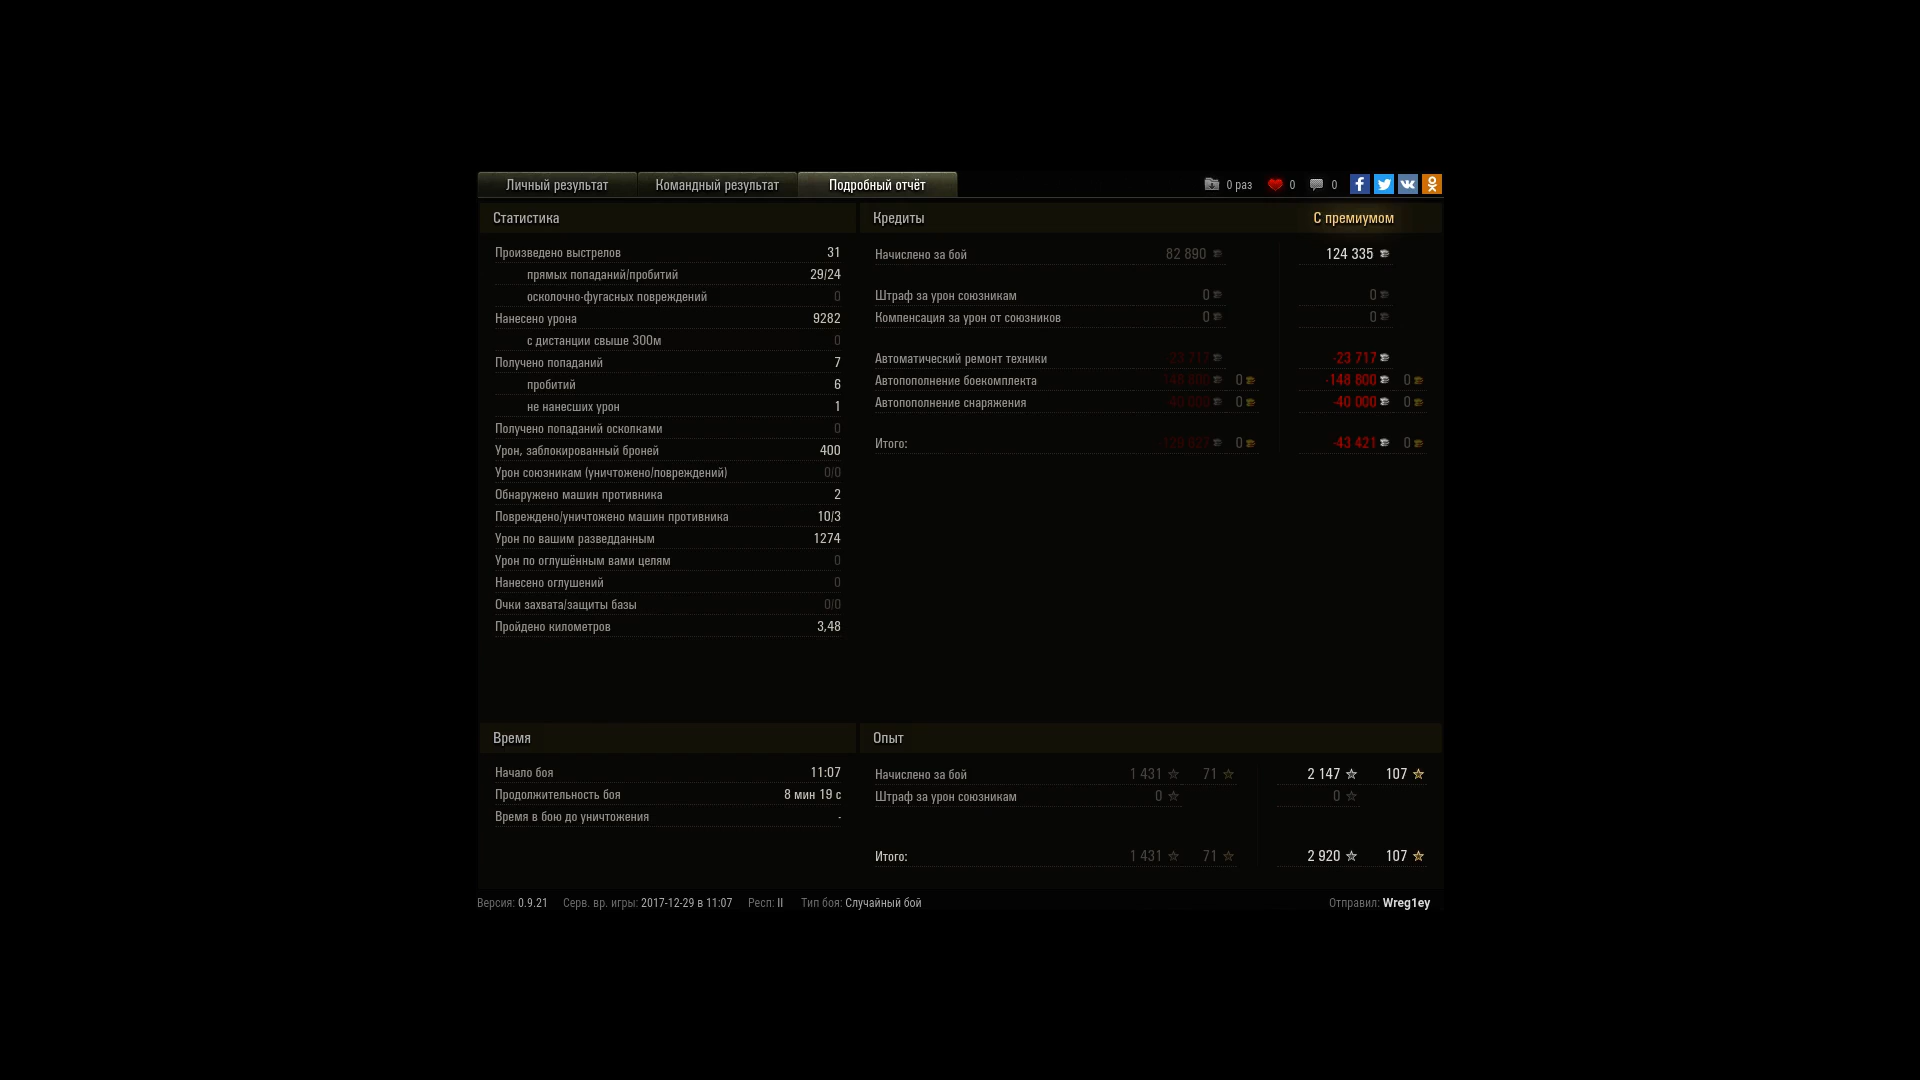 Личный результат Командный результат Подробный отчёт 0 раз 0 0
Статистика
Произведено выстрелов 31
прямых попаданий/пробитий 29/24
осколочно-фугасных повреждений 0
Нанесено урона 9282
с дистанции свыше 300м 0
Получено попаданий 7
пробитий 6
не нанесших урон 1
Получено попаданий осколками 0
Урон, заблокированный броней 400
Урон союзникам (уничтожено/повреждений) 0/0
Обнаружено машин противника 2
Повреждено/уничтожено машин противника 10/3
Урон по вашим разведданным 1274
Урон по оглушённым вами целям 0
Нанесено оглушений 0
Очки захвата/защиты базы 0/0
Пройдено километров 3,48
Кредиты С премиумом
Начислено за бой 82 890 124 335
Штраф за урон союзникам 0 0
Компенсация за урон от союзников 0 0
Автоматический ремонт техники -23 717 -23 717
Автопополнение боекомплекта -148 800 0 -148 800 0
Автопополнение снаряжения -40 000 0 -40 000 0
Итого: 0 -43 421 0
Время
Начало боя 11:07
Продолжительность боя 8 мин 19 с
Время в бою до уничтожения -
Опыт
Начислено за бой 1 431 71 2 147 107
Штраф за урон союзникам 0 0
Итого: 1 431 71 2 920 107
Версия: 0.9.21 Серв. вр. игры: 2017-12-29 в 11:07 Респ: II Тип боя: Случайный бой Отправил: Wreg1ey